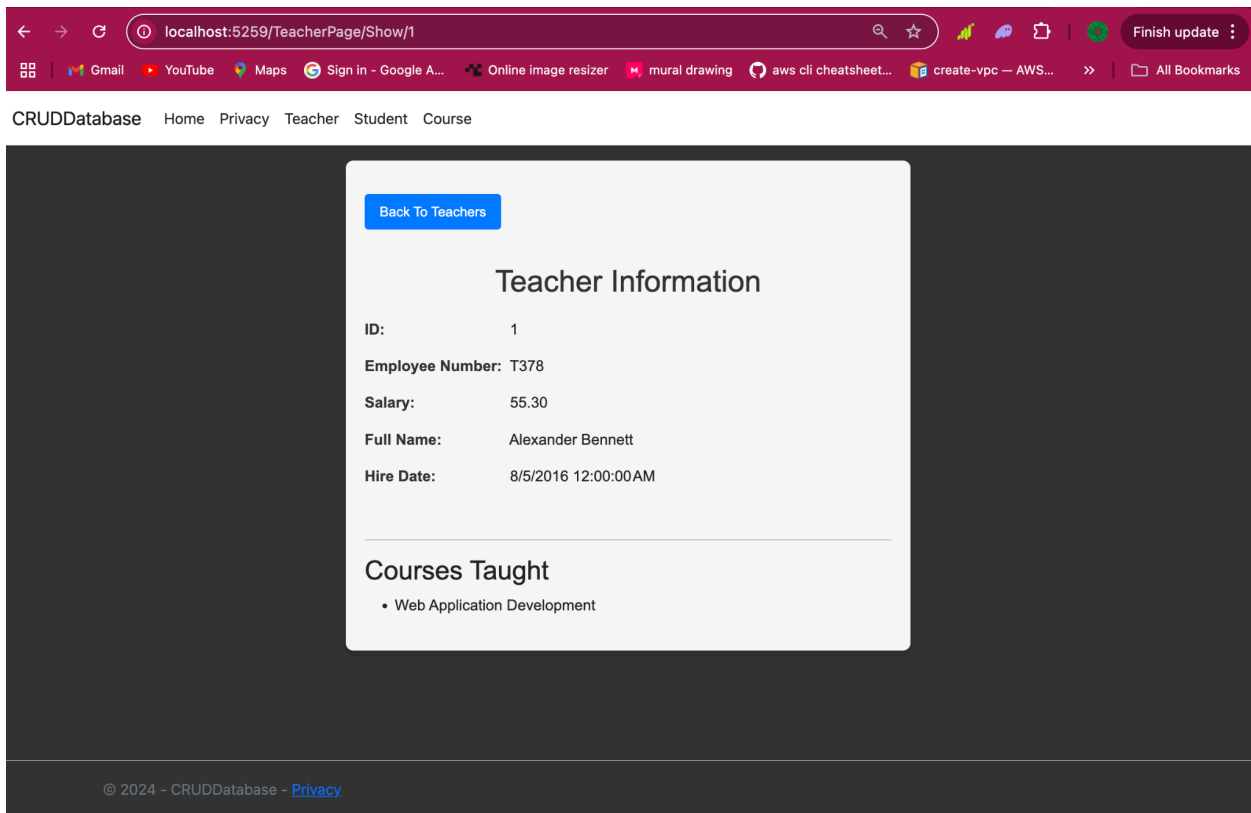 localhost:5259/TeacherPage/Show/1 Finish update
Gmail YouTube Maps Sign in - Google A... Online image resizer mural drawing aws cli cheatsheet... create-vpc — AWS... » All Bookmarks
CRUDDatabase Home Privacy Teacher Student Course
Back To Teachers
Teacher Information
ID: 1
Employee Number: T378
Salary: 55.30
Full Name: Alexander Bennett
Hire Date: 8/5/2016 12:00:00 AM
Courses Taught
• Web Application Development
© 2024 - CRUDDatabase - Privacy